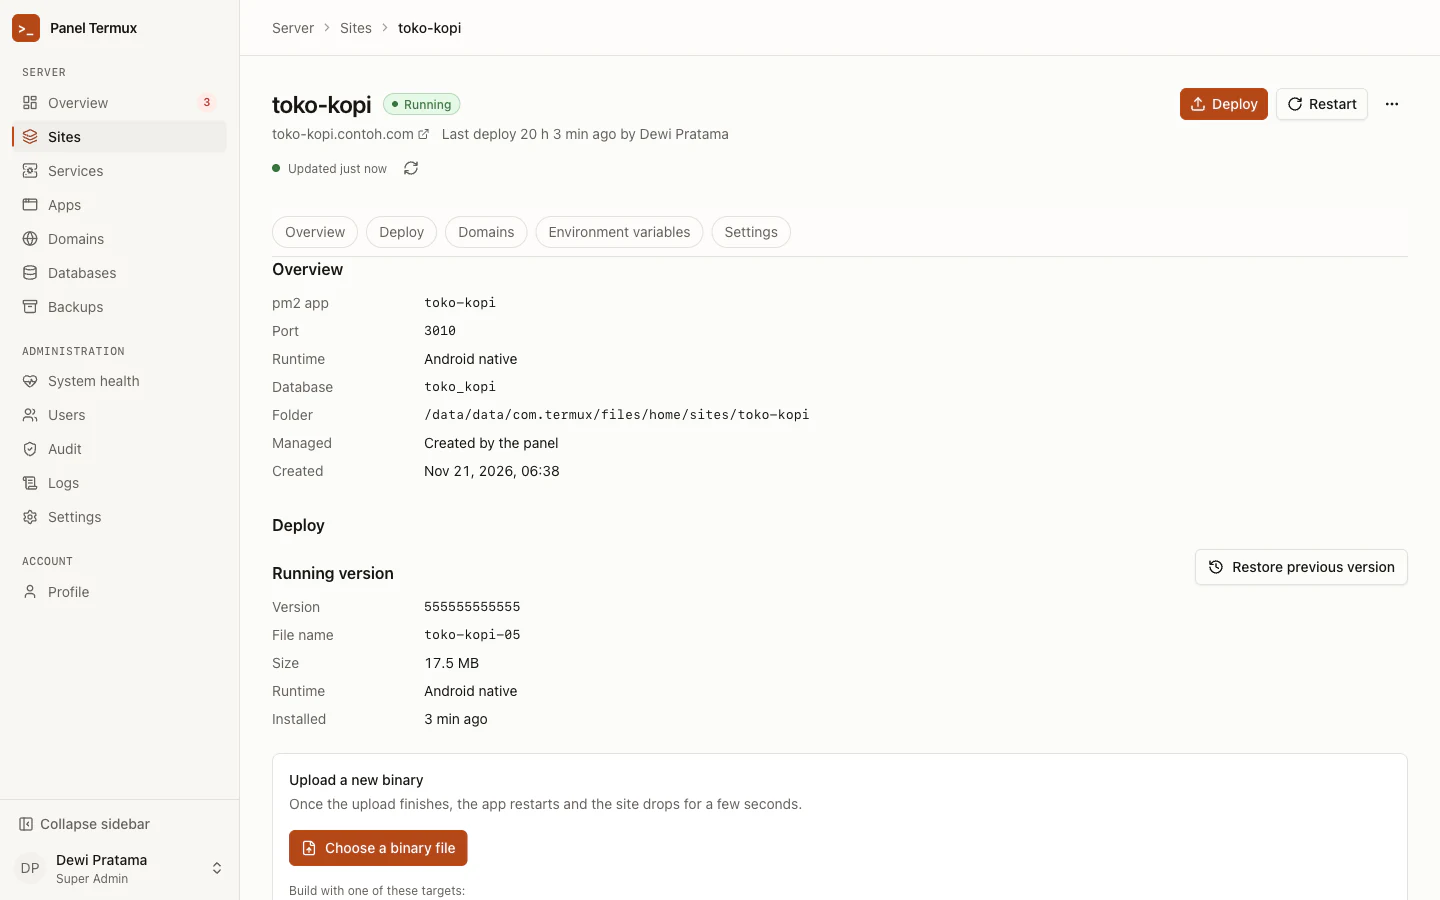 >_ Panel Termux
SERVER
Overview 3
Sites
Services
Apps
Domains
Databases
Backups
ADMINISTRATION
System health
Users
Audit
Logs
Settings
ACCOUNT
Profile
Collapse sidebar
DP Dewi Pratama
Super Admin
Server > Sites > toko-kopi
toko-kopi Running
Deploy Restart
toko-kopi.contoh.com Last deploy 20 h 3 min ago by Dewi Pratama
Updated just now
Overview Deploy Domains Environment variables Settings
Overview
pm2 app toko-kopi
Port 3010
Runtime Android native
Database toko_kopi
Folder /data/data/com.termux/files/home/sites/toko-kopi
Managed Created by the panel
Created Nov 21, 2026, 06:38
Deploy
Running version Restore previous version
Version 555555555555
File name toko-kopi-05
Size 17.5 MB
Runtime Android native
Installed 3 min ago
Upload a new binary
Once the upload finishes, the app restarts and the site drops for a few seconds.
Choose a binary file
Build with one of these targets: